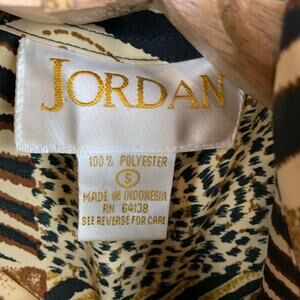 JORDAN
100% POLYESTER
S
MADE IN INDONESIA
RN 64138
SEE REVERSE FOR CARE